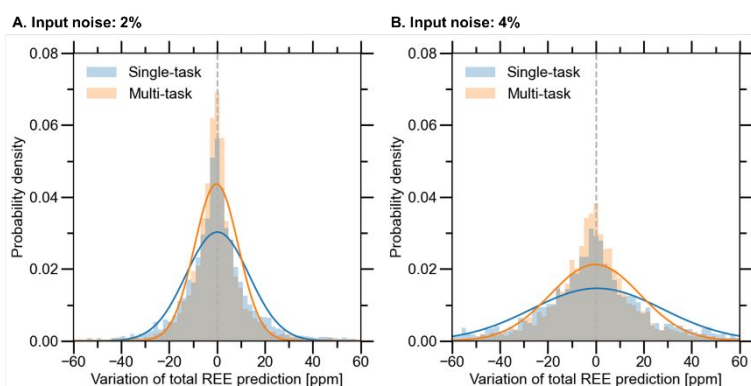 A. Input noise: 2%
0.08
0.06
0.04
0.02
0.00
Probability density
Single-task
Multi-task
−60 −40 −20 0 20 40 60
Variation of total REE prediction [ppm]
B. Input noise: 4%
0.08
0.06
0.04
0.02
0.00
Probability density
Single-task
Multi-task
−60 −40 −20 0 20 40 60
Variation of total REE prediction [ppm]